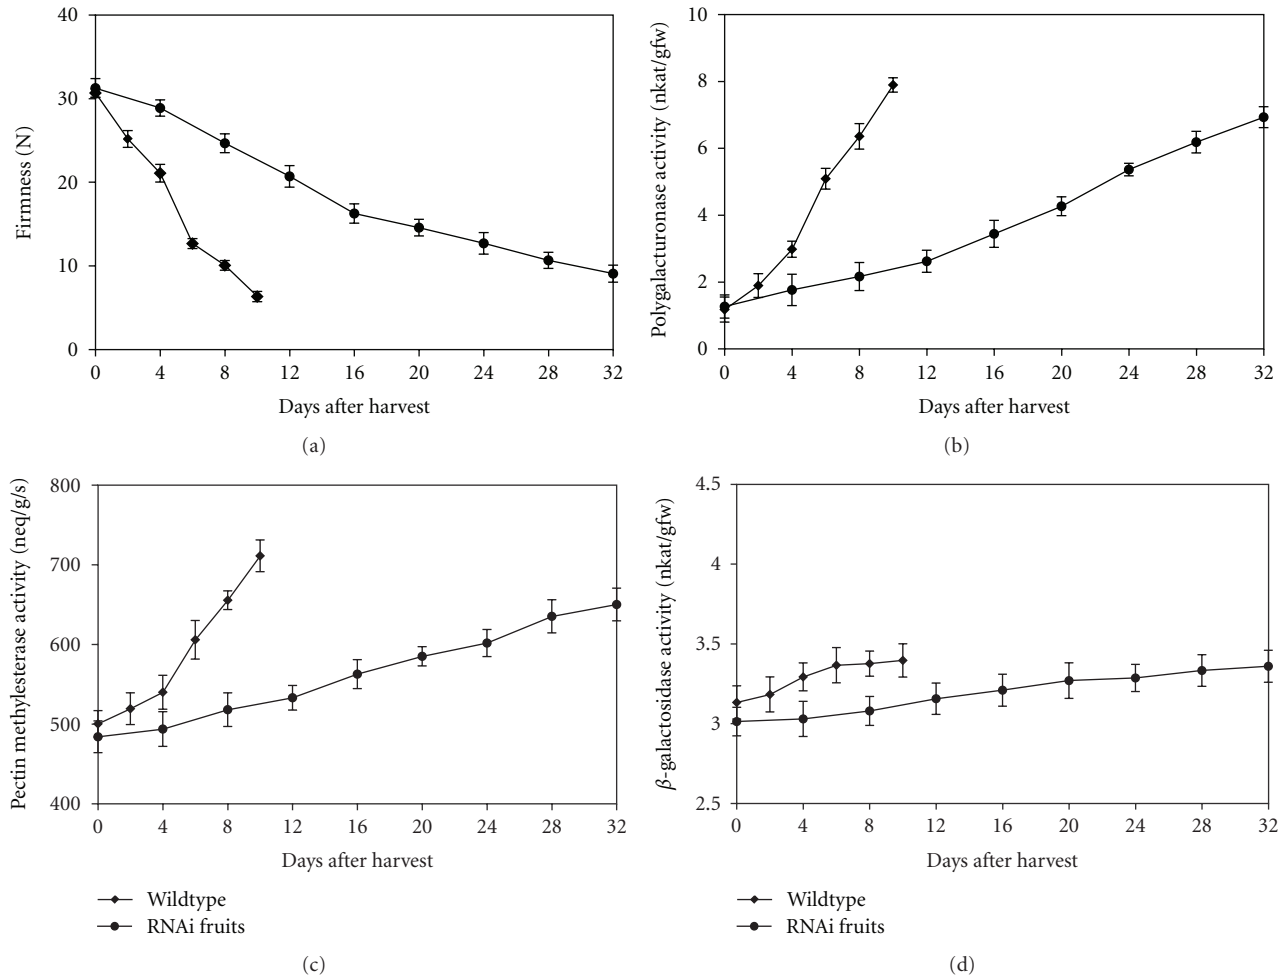 Firmness (N)
40
30
20
10
0
0 4 8 12 16 20 24 28 32
Days after harvest
(a)
Polygalacturonase activity (nkat/gfw)
10
8
6
4
2
0
0 4 8 12 16 20 24 28 32
Days after harvest
(b)
Pectin methylesterase activity (neq/g/s)
800
700
600
500
400
0 4 8 12 16 20 24 28 32
Days after harvest
Wildtype
RNAi fruits
(c)
β-galactosidase activity (nkat/gfw)
4.5
4
3.5
3
2.5
0 4 8 12 16 20 24 28 32
Days after harvest
Wildtype
RNAi fruits
(d)